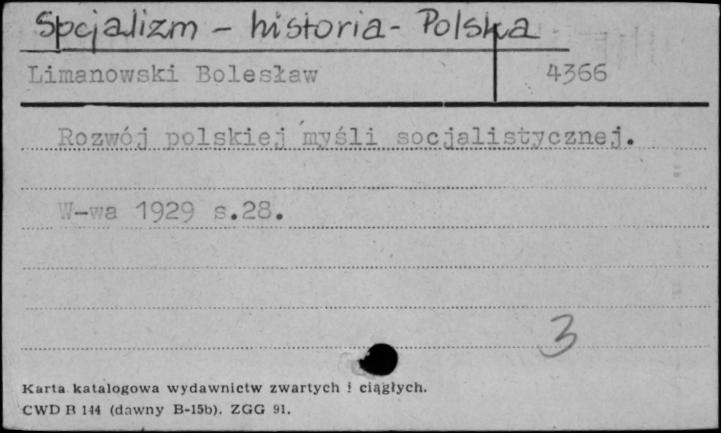 Socjalizm - historia - Polska
Limanowski Bolesław 4366
Rozwój polskiej myśli socjalistycznej.
W-wa 1929 s.28.
3
Karta katalogowa wydawnictw zwartych i ciągłych.
CWD B 144 (dawny B-15b). ZGG 91.